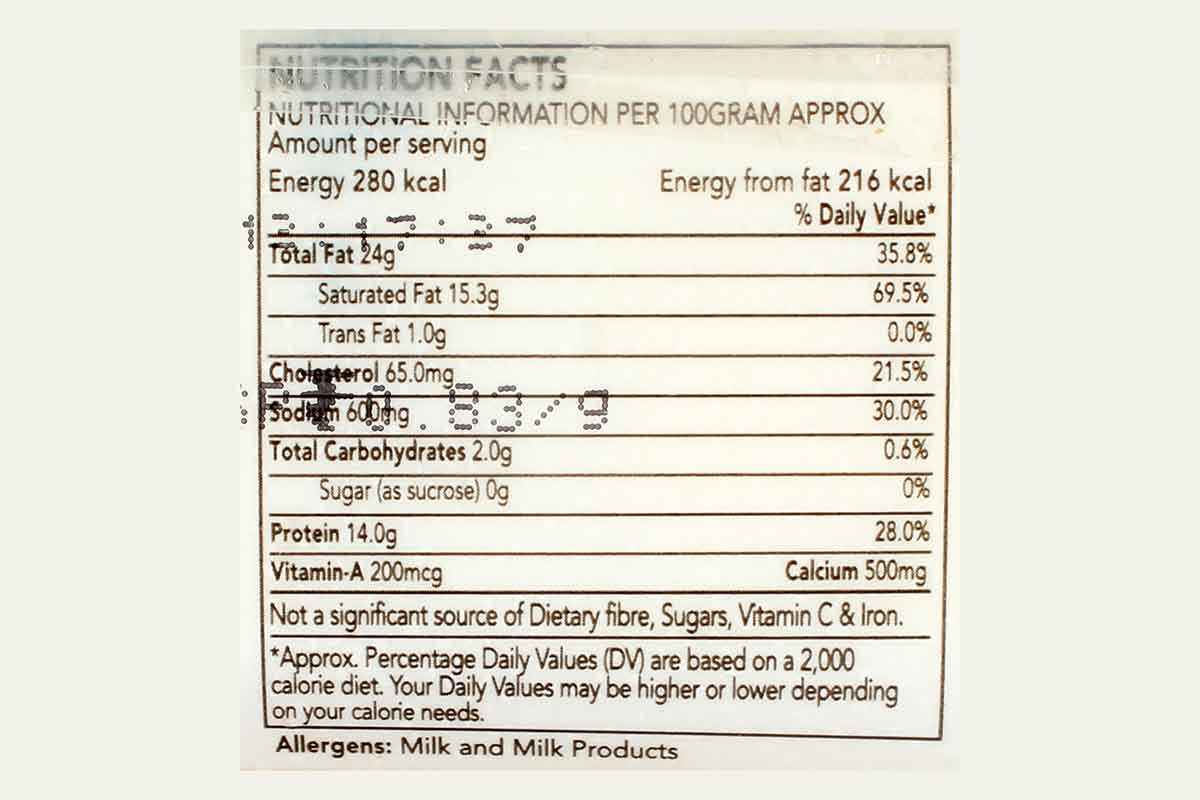 NUTRITION FACTS
NUTRITIONAL INFORMATION PER 100GRAM APPROX
Amount per serving
Energy 280 kcal Energy from fat 216 kcal
% Daily Value*
:17:27
Total Fat 24g 35.8%
Saturated Fat 15.3g 69.5%
Trans Fat 1.0g 0.0%
Cholesterol 65.0mg 21.5%
Sodium 600mg 30.0%
Total Carbohydrates 2.0g 0.6%
Sugar (as sucrose) 0g 0%
Protein 14.0g 28.0%
Vitamin-A 200mcg Calcium 500mg
Not a significant source of Dietary fibre, Sugars, Vitamin C & Iron.
*Approx. Percentage Daily Values (DV) are based on a 2,000
calorie diet. Your Daily Values may be higher or lower depending
on your calorie needs.
Allergens: Milk and Milk Products